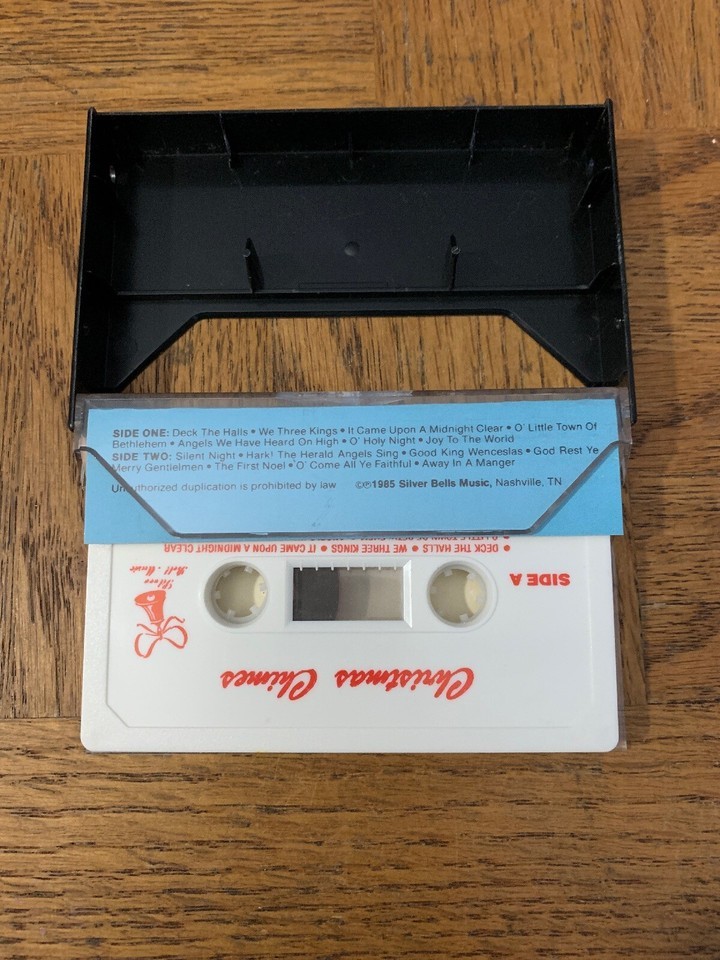 SIDE ONE: Deck The Halls • We Three Kings • It Came Upon A Midnight Clear • O' Little Town Of
Bethlehem • Angels We Have Heard On High • O' Holy Night • Joy To The World
SIDE TWO: Silent Night • Hark! The Herald Angels Sing • Good King Wenceslas • God Rest Ye
Merry Gentlelmen • The First Noel • O' Come All Ye Faithful • Away In A Manger
Unauthorized duplication is prohibited by law ©℗1985 Silver Bells Music, Nashville, TN
Christmas Chimes
SIDE A
Silver
Bell Music
• DECK THE HALLS • WE THREE KINGS • IT CAME UPON A MIDNIGHT CLEAR